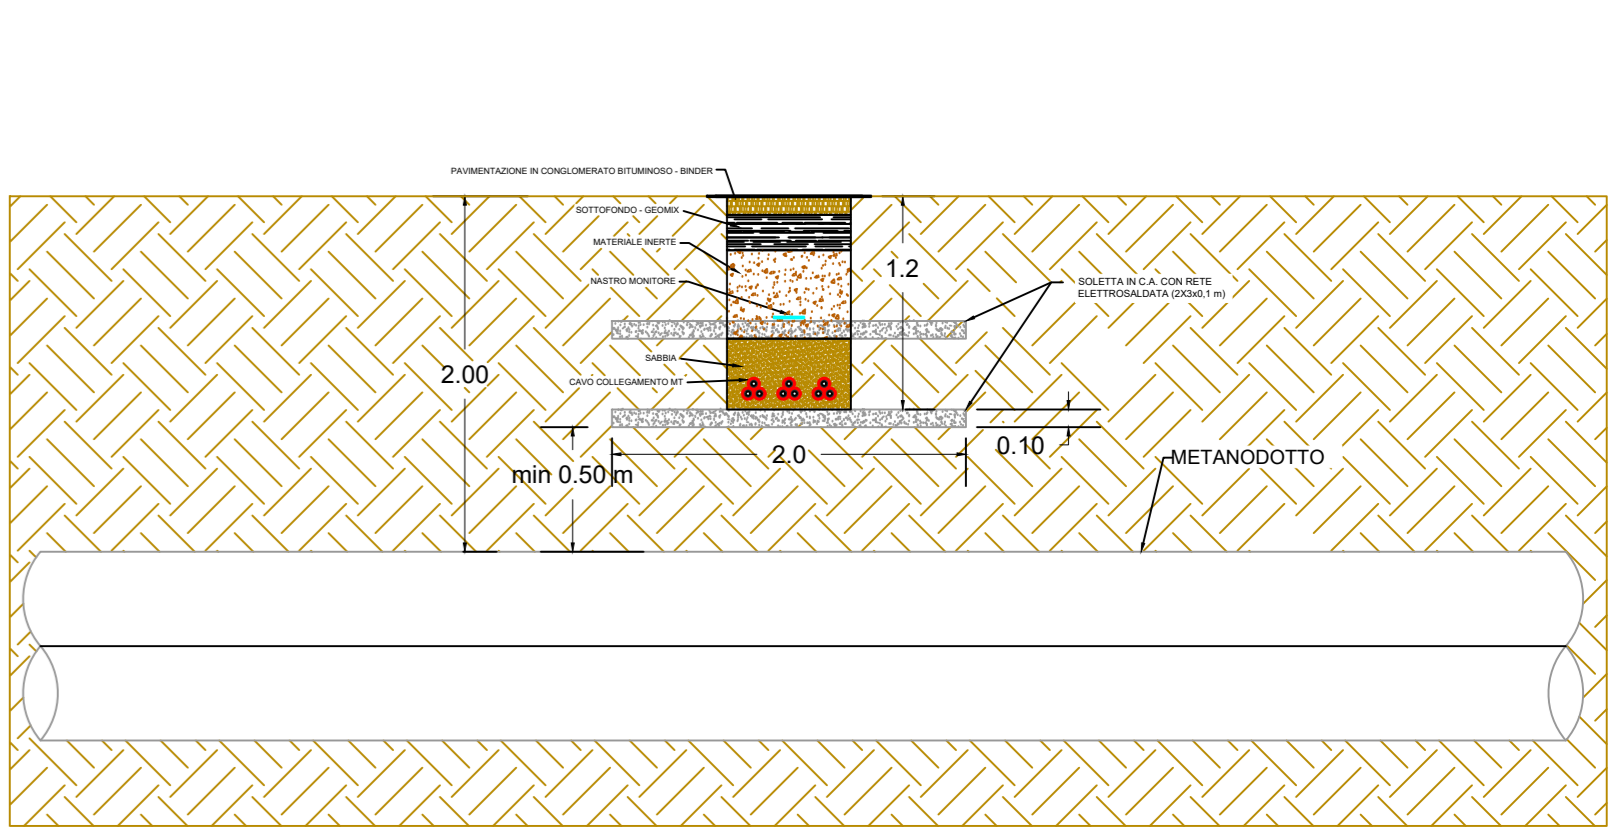 PAVIMENTAZIONE IN CONGLOMERATO BITUMINOSO - BINDER
SOTTOFONDO - GEOMIX
MATERIALE INERTE
NASTRO MONITORE
1.2
SOLETTA IN C.A. CON RETE
ELETTROSALDATA (2X3x0,1 m)
SABBIA
2.00
CAVO COLLEGAMENTO MT
0.10
2.0
METANODOTTO
min 0.50 m